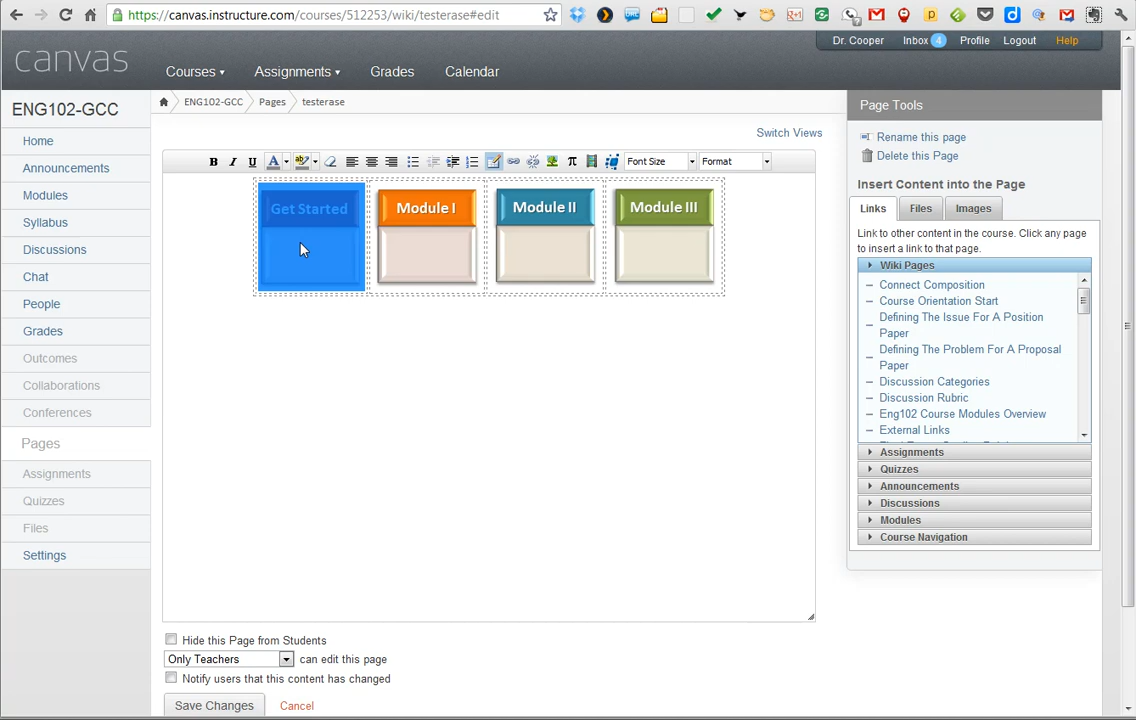 https://canvas.instructure.com/courses/512253/wiki/testerase#edit
Dr. Cooper Inbox 4 Profile Logout Help
canvas
Courses Assignments Grades Calendar
ENG102-GCC
Home
Announcements
Modules
Syllabus
Discussions
Chat
People
Grades
Outcomes
Collaborations
Conferences
Pages
Assignments
Quizzes
Files
Settings
ENG102-GCC Pages testerase
Switch Views
B I U A aby Font Size Format
Get Started Module I Module II Module III
Hide this Page from Students
Only Teachers can edit this page
Notify users that this content has changed
Save Changes Cancel
Page Tools
Rename this page
Delete this Page
Insert Content into the Page
Links Files Images
Link to other content in the course. Click any page
to insert a link to that page.
Wiki Pages
Connect Composition
Course Orientation Start
Defining The Issue For A Position
Paper
Defining The Problem For A Proposal
Paper
Discussion Categories
Discussion Rubric
Eng102 Course Modules Overview
External Links
Assignments
Quizzes
Announcements
Discussions
Modules
Course Navigation